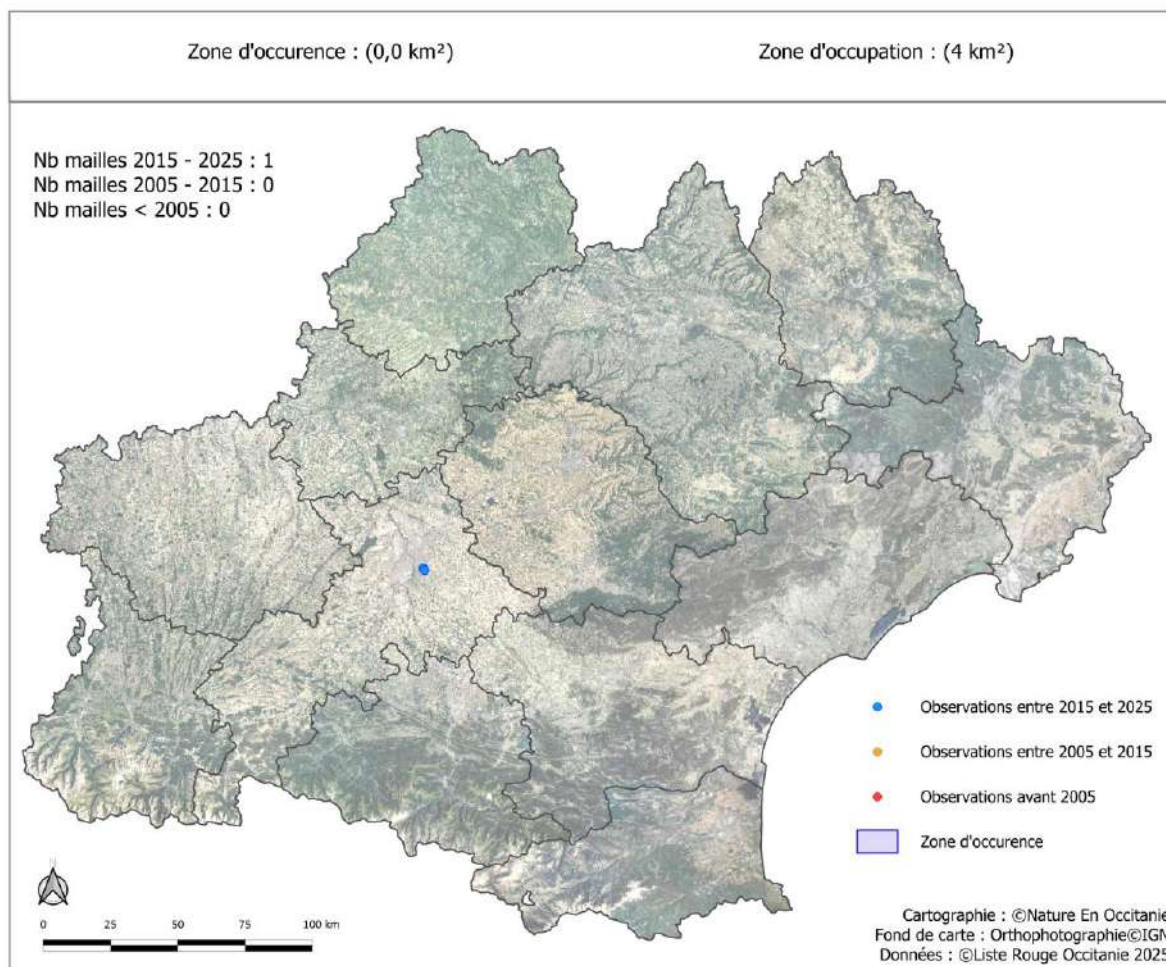 Zone d'occurence : (0,0 km²)
Zone d'occupation : (4 km²)
Nb mailles 2015 - 2025 : 1
Nb mailles 2005 - 2015 : 0
Nb mailles < 2005 : 0
Observations entre 2015 et 2025
Observations entre 2005 et 2015
Observations avant 2005
Zone d'occurence
N
0 25 50 75 100 km
Cartographie : ©Nature En Occitanie
Fond de carte : Orthophotographie©IGN
Données : ©Liste Rouge Occitanie 2025